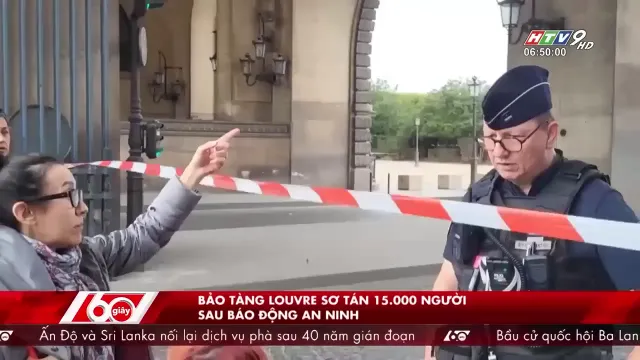 HTV9 HD
06:50:00
BẢO TÀNG LOUVRE SƠ TÁN 15.000 NGƯỜI
SAU BÁO ĐỘNG AN NINH
60 giây
Ấn Độ và Sri Lanka nối lại dịch vụ phà sau 40 năm gián đoạn
60 giây
Bầu cử quốc hội Ba Lan